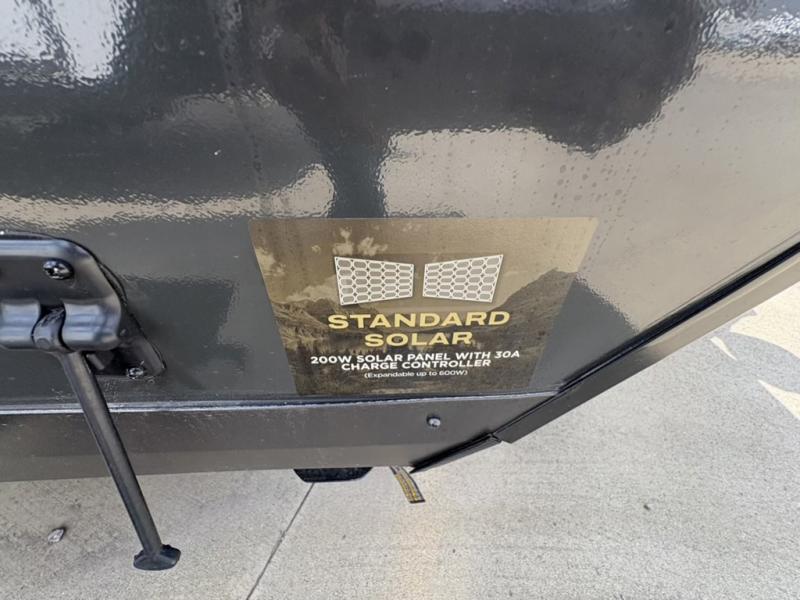 STANDARD
SOLAR
200W SOLAR PANEL WITH 30A
CHARGE CONTROLLER
(Expandable up to 600W)